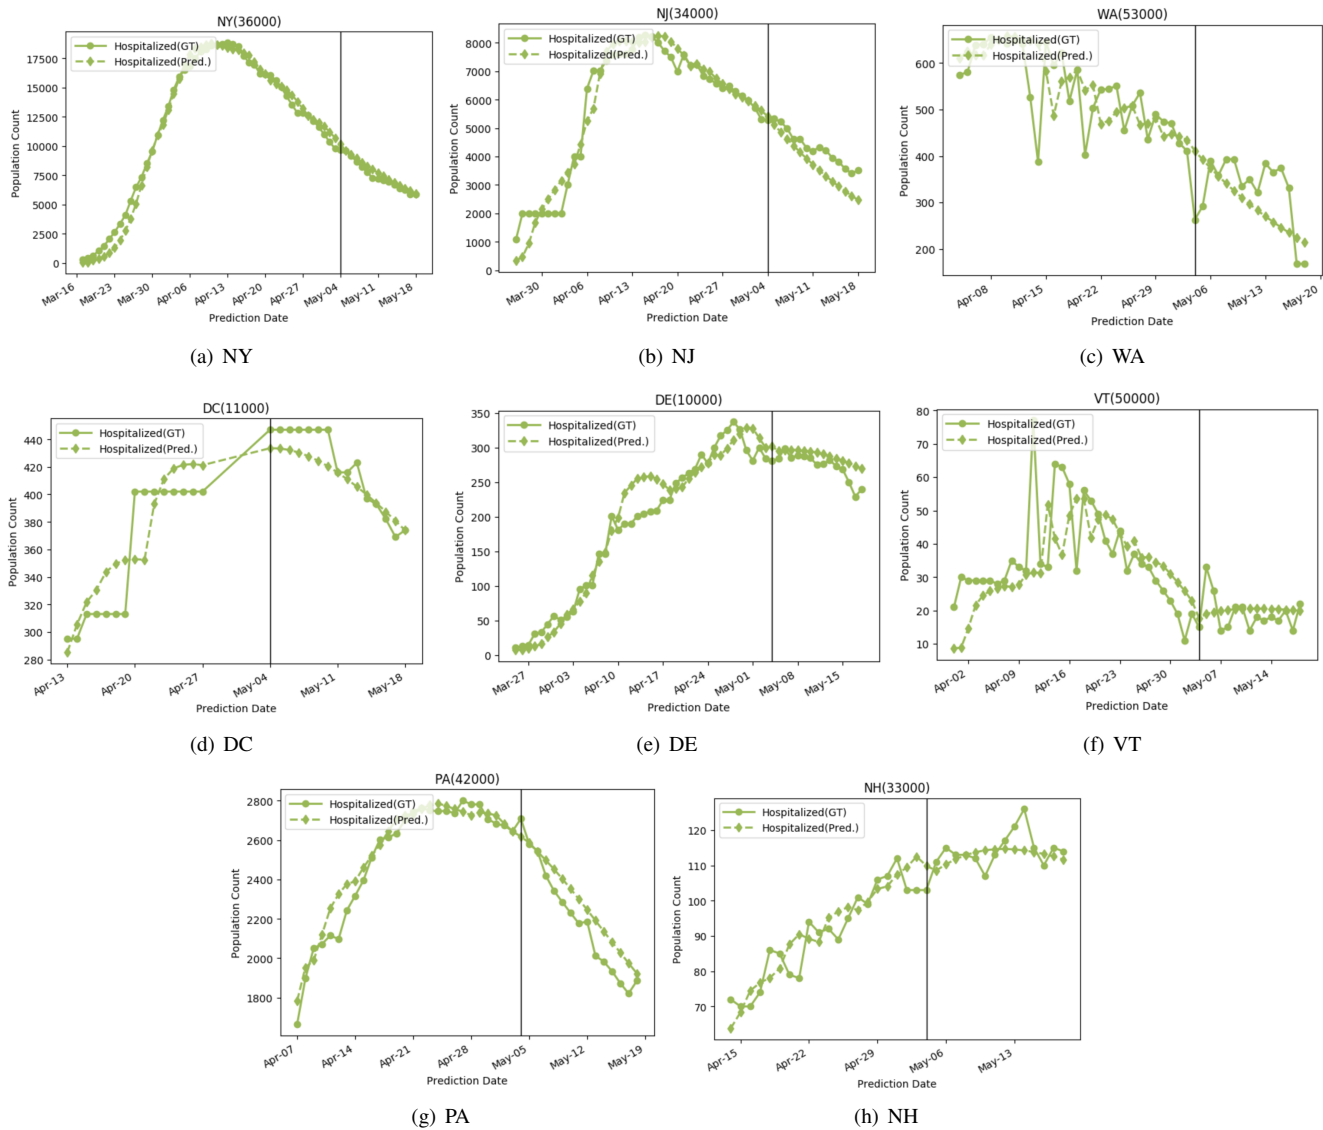 NY(36000)
Hospitalized(GT)
Hospitalized(Pred.)
Population Count
17500
15000
12500
10000
7500
5000
2500
0
Mar-16
Mar-23
Mar-30
Apr-06
Apr-13
Apr-20
Apr-27
May-04
May-11
May-18
Prediction Date
(a) NY
NJ(34000)
Hospitalized(GT)
Hospitalized(Pred.)
Population Count
8000
7000
6000
5000
4000
3000
2000
1000
0
Mar-30
Apr-06
Apr-13
Apr-20
Apr-27
May-04
May-11
May-18
Prediction Date
(b) NJ
WA(53000)
Hospitalized(GT)
Hospitalized(Pred.)
Population Count
600
500
400
300
200
Apr-08
Apr-15
Apr-22
Apr-29
May-06
May-13
May-20
Prediction Date
(c) WA
DC(11000)
Hospitalized(GT)
Hospitalized(Pred.)
Population Count
440
420
400
380
360
340
320
300
280
Apr-13
Apr-20
Apr-27
May-04
May-11
May-18
Prediction Date
(d) DC
DE(10000)
Hospitalized(GT)
Hospitalized(Pred.)
Population Count
350
300
250
200
150
100
50
0
Mar-27
Apr-03
Apr-10
Apr-17
Apr-24
May-01
May-08
May-15
Prediction Date
(e) DE
VT(50000)
Hospitalized(GT)
Hospitalized(Pred.)
Population Count
80
70
60
50
40
30
20
10
Apr-02
Apr-09
Apr-16
Apr-23
Apr-30
May-07
May-14
Prediction Date
(f) VT
PA(42000)
Hospitalized(GT)
Hospitalized(Pred.)
Population Count
2800
2600
2400
2200
2000
1800
Apr-07
Apr-14
Apr-21
Apr-28
May-05
May-12
May-19
Prediction Date
(g) PA
NH(33000)
Hospitalized(GT)
Hospitalized(Pred.)
Population Count
120
110
100
90
80
70
Apr-15
Apr-22
Apr-29
May-06
May-13
Prediction Date
(h) NH